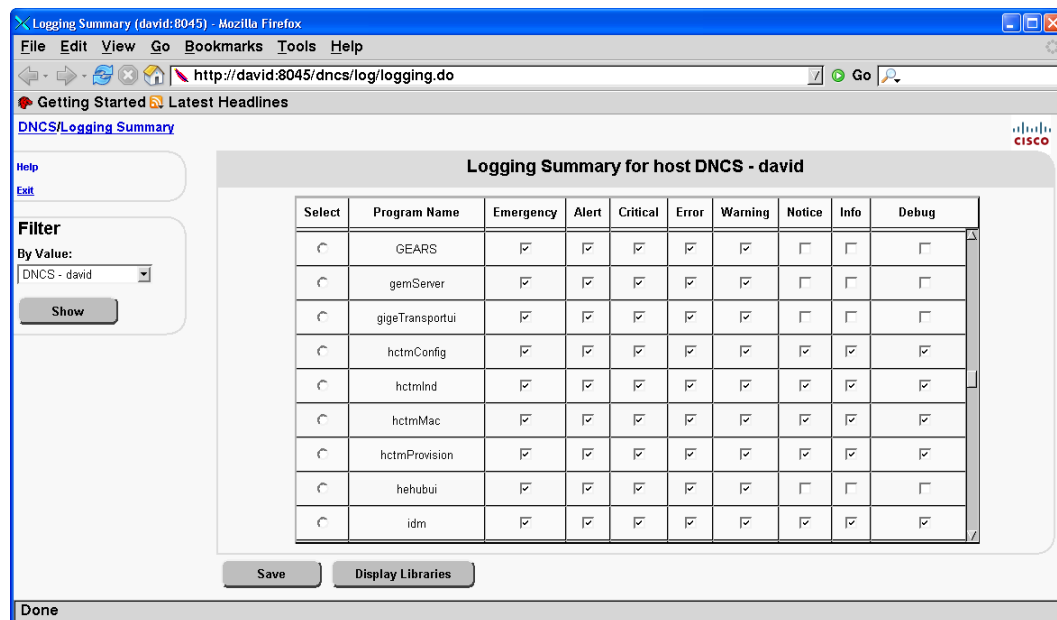 Logging Summary (david:8045) - Mozilla Firefox
File Edit View Go Bookmarks Tools Help
http://david:8045/dncs/log/logging.do Go
Getting Started Latest Headlines
DNCS/Logging Summary
CISCO
Help
Exit
Filter
By Value:
DNCS - david
Show
Logging Summary for host DNCS - david
Select Program Name Emergency Alert Critical Error Warning Notice Info Debug
GEARS
gemServer
gigeTransportui
hctmConfig
hctmInd
hctmMac
hctmProvision
hehubui
idm
Save Display Libraries
Done